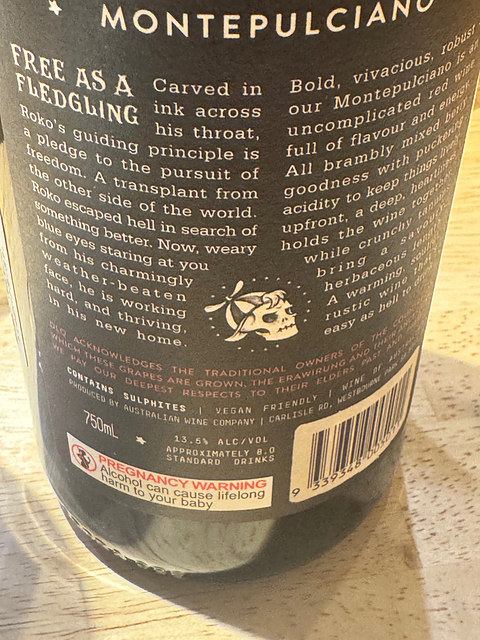 MONTEPULCIANO
FREE AS A
FLEDGLING
Carved in
ink across
his throat,
Roko's guiding principle is
a pledge to the pursuit of
freedom. A transplant from
the other side of the world.
Roko escaped hell in search of
something better. Now, weary
blue eyes staring at you
from his charmingly
weather-beaten
face, he is working
hard, and thriving,
in his new home.
Bold, vivacious, robust
our Montepulciano is an
uncomplicated red wine
full of flavour and energy.
All brambly mixed berry
goodness with puckering
acidity to keep things lively
upfront, a deep,
holds the wine together
while crunchy tannins
bring a savoury
herbaceous
A warming,
rustic wine that
easy as hell to
DLQ ACKNOWLEDGES THE TRADITIONAL OWNERS OF THE
WHICH THESE GRAPES ARE GROWN, THE ERAWIRUNG AND
WE PAY OUR DEEPEST RESPECTS TO THEIR ELDERS PAST
CONTAINS SULPHITES | VEGAN FRIENDLY | WINE OF
PRODUCED BY AUSTRALIAN WINE COMPANY | CARLISLE RD, WESTBOURNE PARK
750mL
13.5% ALC/VOL
APPROXIMATELY 8.0
STANDARD DRINKS
PREGNANCY WARNING
Alcohol can cause lifelong
harm to your baby
9 339348